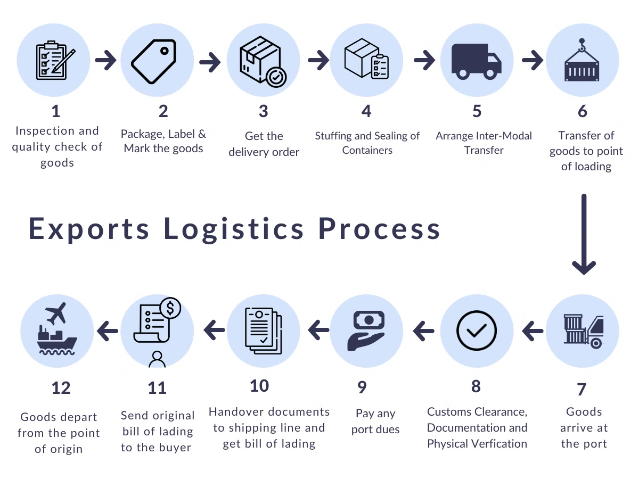 1
Inspection and
quality check of
goods
2
Package, Label &
Mark the goods
3
Get the
delivery order
4
Stuffing and Sealing of
Containers
5
Arrange Inter-Modal
Transfer
6
Transfer of
goods to point
of loading
Exports Logistics Process
12
Goods depart
from the point
of origin
11
Send original
bill of lading
to the buyer
10
Handover documents
to shipping line and
get bill of lading
9
Pay any
port dues
8
Customs Clearance,
Documentation and
Physical Verfication
7
Goods
arrive at
the port
$